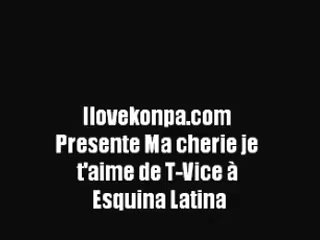 Ilovekonpa.com
Presente Ma cherie je
t'aime de T-Vice à
Esquina Latina